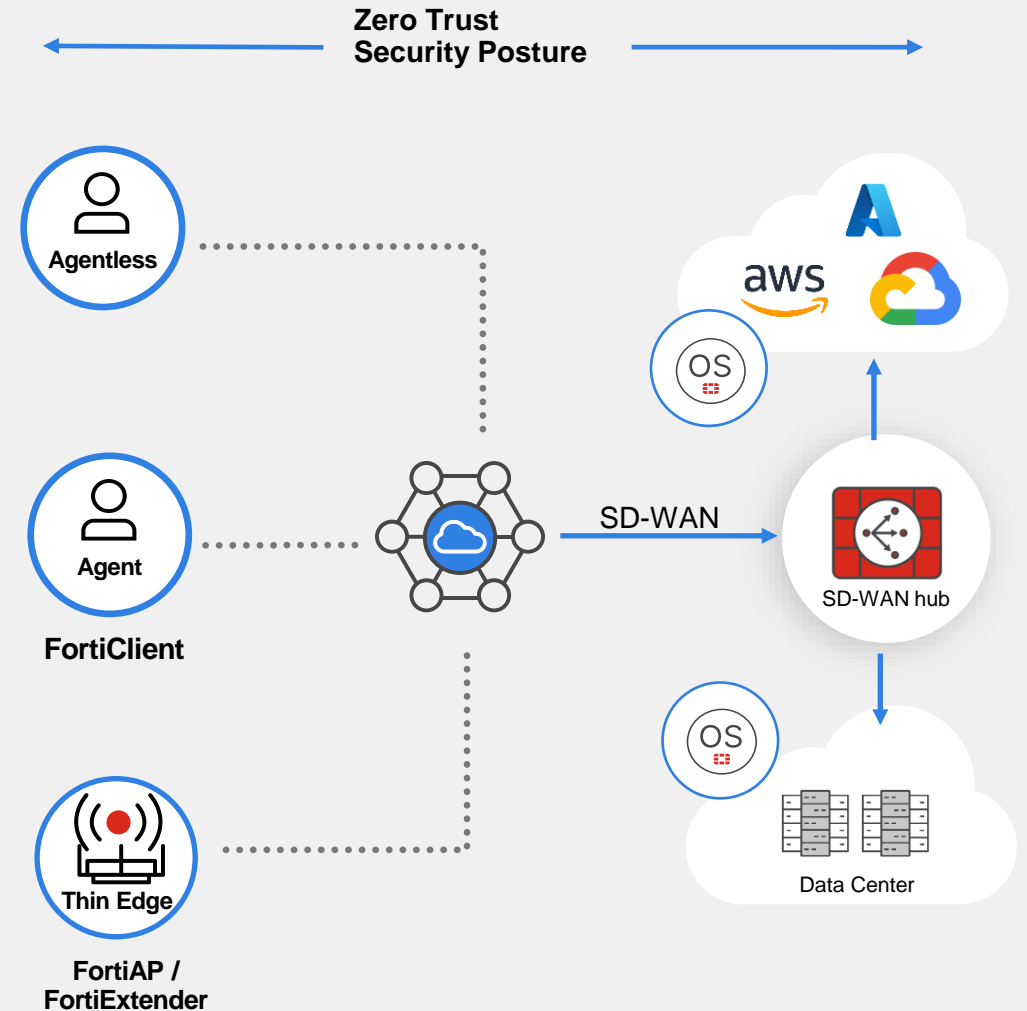 Zero Trust
Security Posture
Agentless
aws
OS
Agent
SD-WAN
SD-WAN hub
FortiClient
OS
Thin Edge
Data Center
FortiAP /
FortiExtender